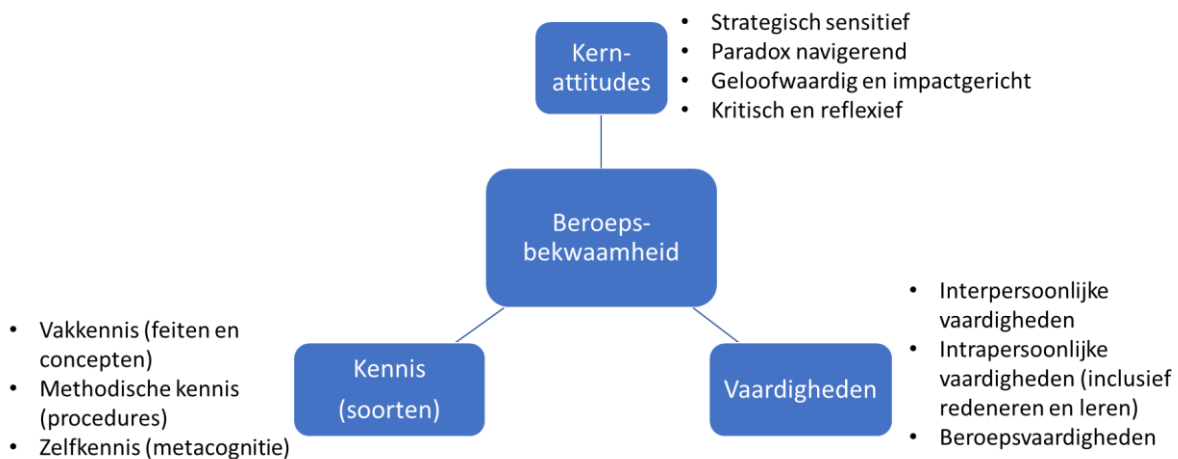 Kern-
attitudes
• Strategisch sensitief
• Paradox navigerend
• Geloofwaardig en impactgericht
• Kritisch en reflexief
Beroeps-
bekwaamheid
• Vakkennis (feiten en
concepten)
• Methodische kennis
(procedures)
• Zelfkennis (metacognitie)
Kennis
(soorten)
Vaardigheden
• Interpersoonlijke
vaardigheden
• Intrapersoonlijke
vaardigheden (inclusief
redeneren en leren)
• Beroepsvaardigheden